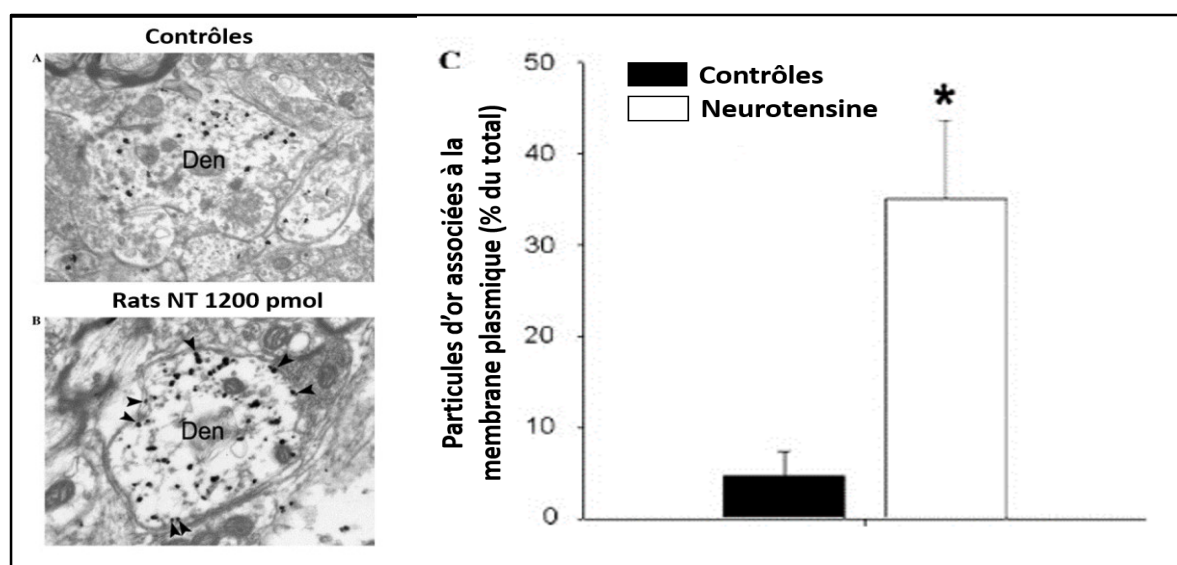 Contrôles
A
Den
Rats NT 1200 pmol
B
Den
C
Particules d'or associées à la
membrane plasmique (% du total)
50
40
30
20
10
0
Contrôles
Neurotensine
*